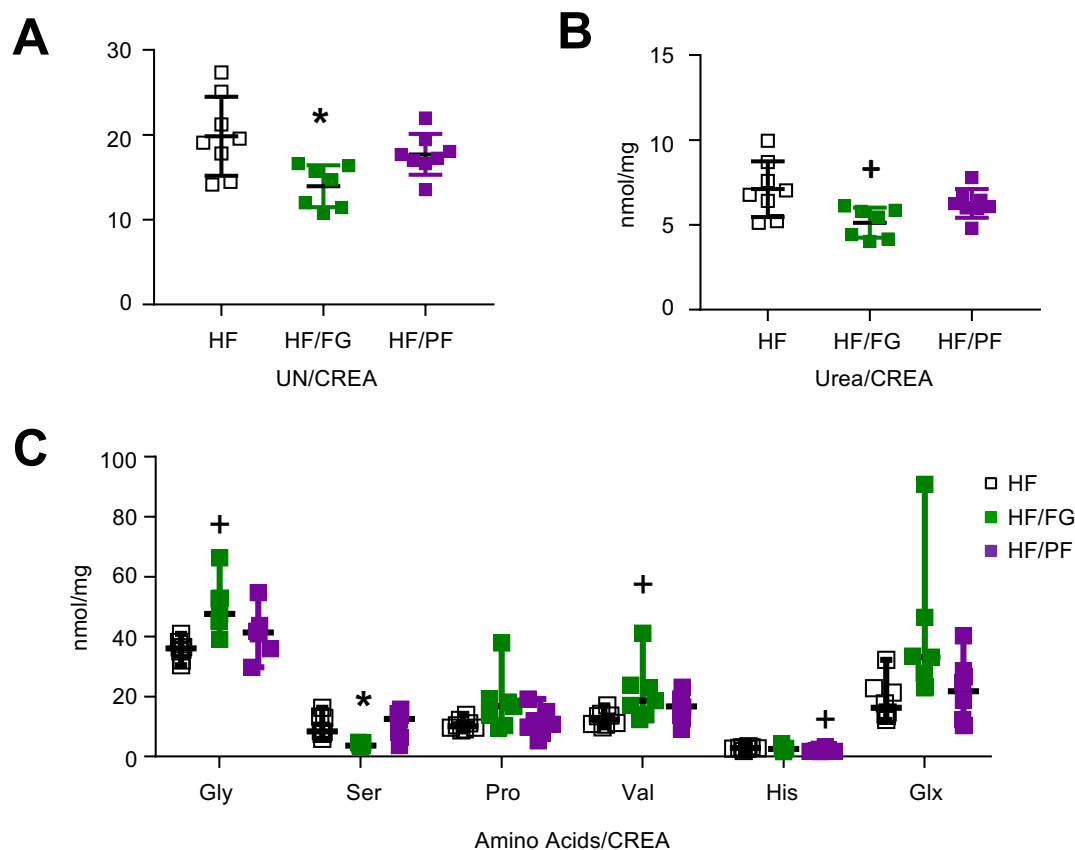 A
30
20
10
0
*
HF HF/FG HF/PF
UN/CREA
B
15
10
5
0
nmol/mg
+
HF HF/FG HF/PF
Urea/CREA
C
100
80
60
40
20
0
nmol/mg
+ * + +
HF
HF/FG
HF/PF
Gly Ser Pro Val His Glx
Amino Acids/CREA